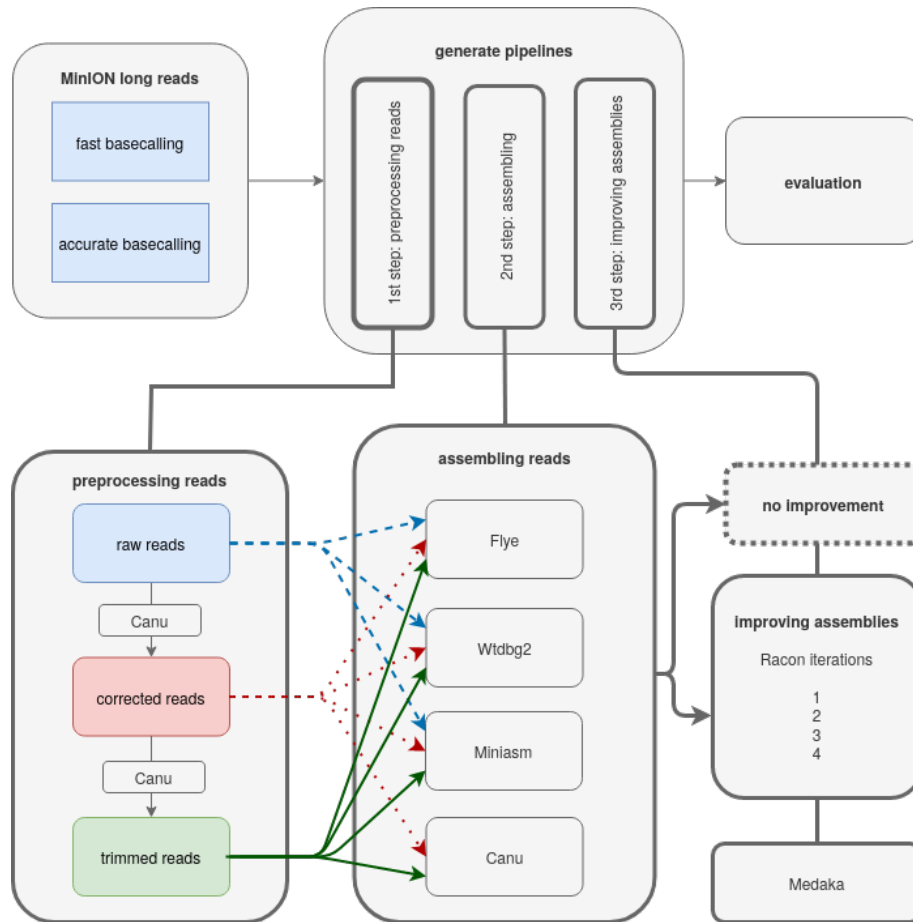 MinION long reads
fast basecalling
accurate basecalling
generate pipelines
1st step: preprocessing reads
2nd step: assembling
3rd step: improving assemblies
evaluation
preprocessing reads
raw reads
Canu
corrected reads
Canu
trimmed reads
assembling reads
Flye
Wtdbg2
Miniasm
Canu
no improvement
improving assemblies
Racon iterations
1
2
3
4
Medaka